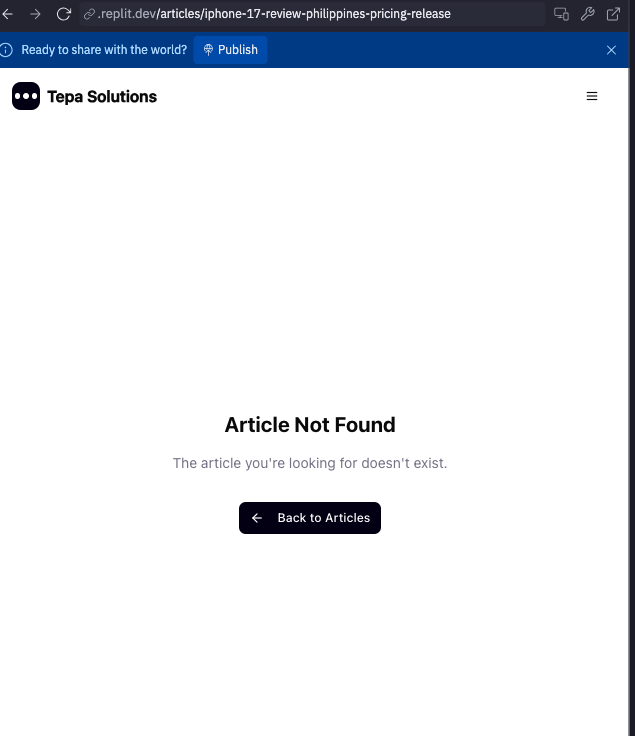 .replit.dev/articles/iphone-17-review-philippines-pricing-release
Ready to share with the world? Publish
Tepa Solutions
Article Not Found
The article you're looking for doesn't exist.
Back to Articles